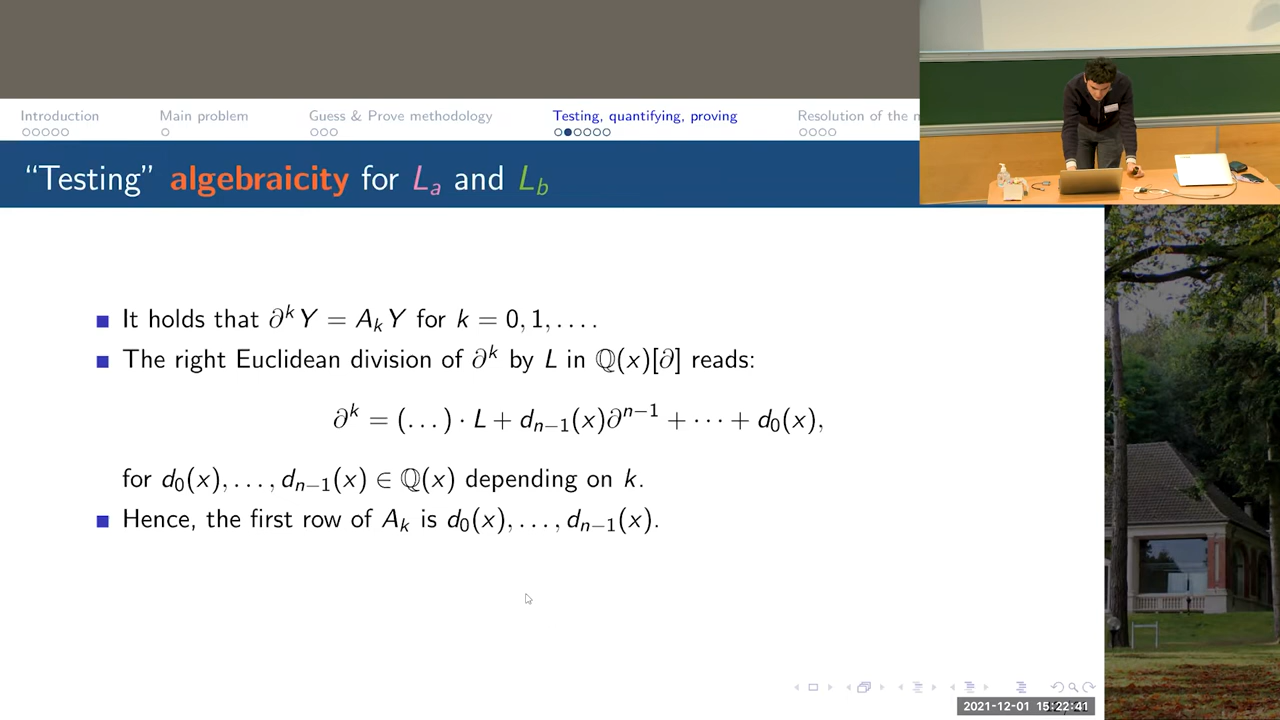 Introduction Main problem Guess & Prove methodology Testing, quantifying, proving Resolution of the m
“Testing” algebraicity for L_a and L_b
It holds that ∂^k Y = A_k Y for k = 0, 1, . . . .
The right Euclidean division of ∂^k by L in ℚ(x)[∂] reads:
∂^k = (. . . ) · L + d_{n−1}(x)∂^{n−1} + · · · + d_0(x),
for d_0(x), . . . , d_{n−1}(x) ∈ ℚ(x) depending on k.
Hence, the first row of A_k is d_0(x), . . . , d_{n−1}(x).
2021-12-01 15:22:41